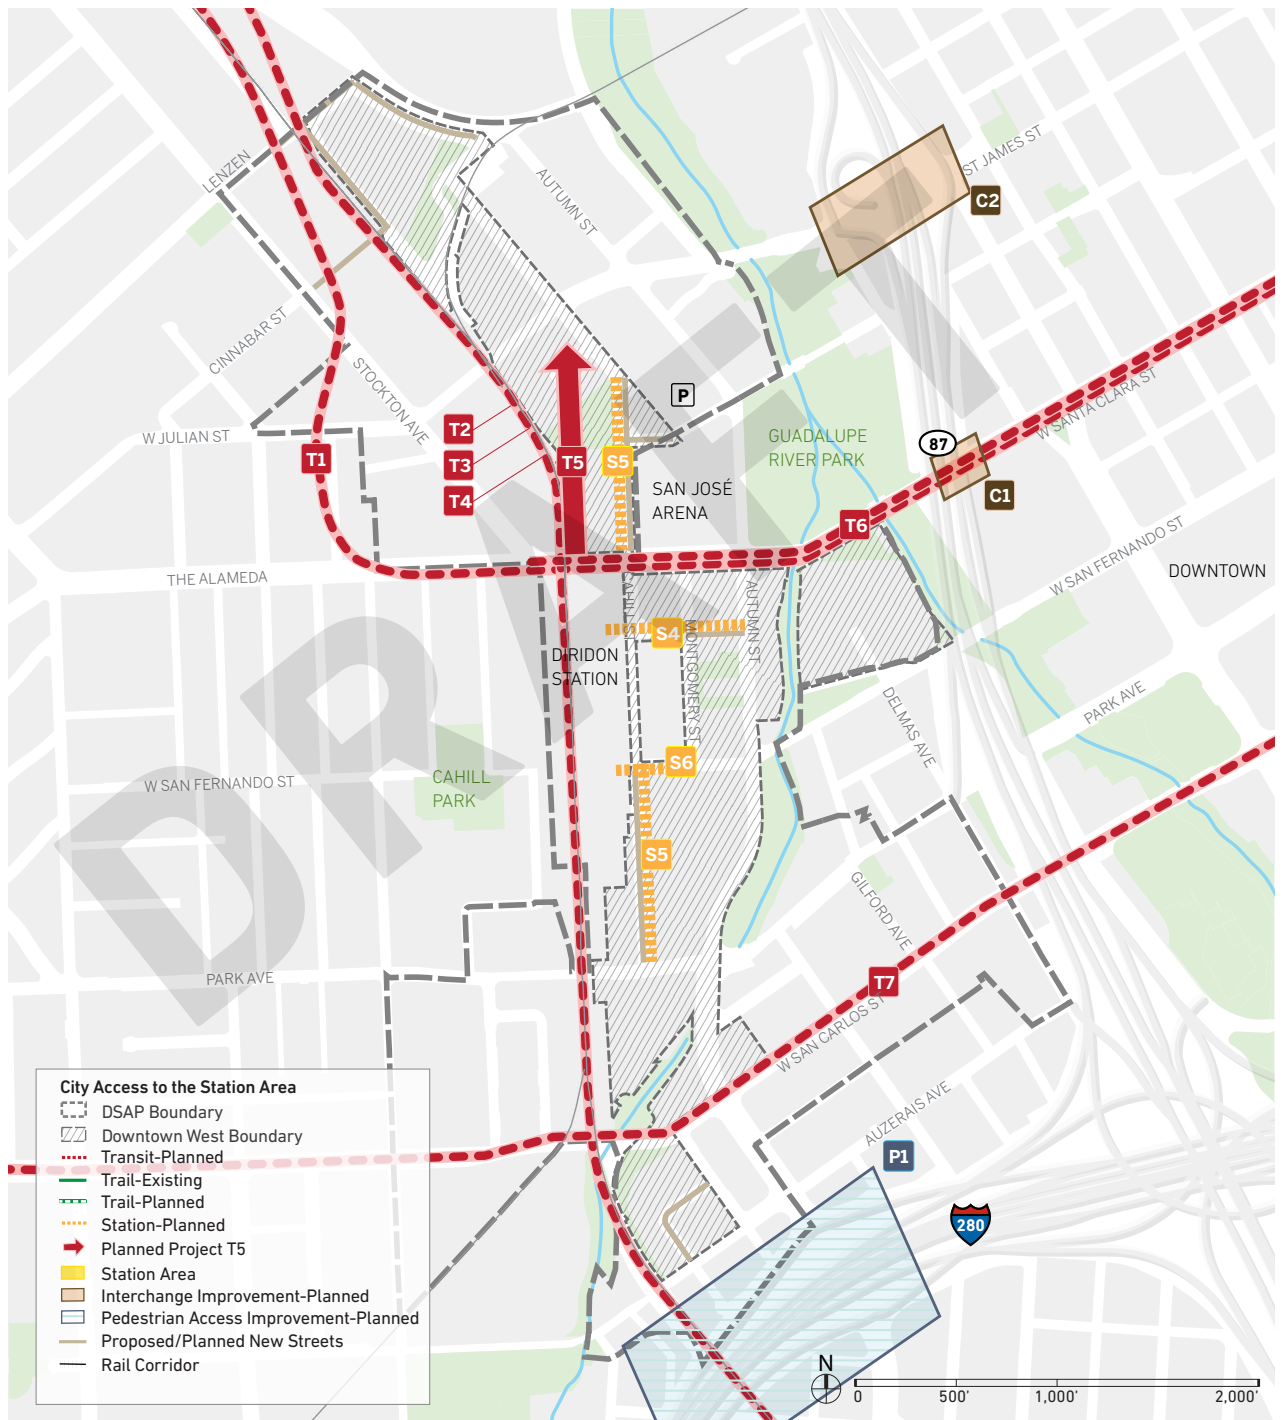 LENZEN
AUTUMN ST
ST JAMES ST
C2
CINNABAR ST
STOCKTON AVE
P
W SANTA CLARA ST
W JULIAN ST
T1
T2
T3
T4
T5
S5
GUADALUPE
RIVER PARK
87
C1
SAN JOSÉ
ARENA
T6
W SAN FERNANDO ST
DOWNTOWN
THE ALAMEDA
CAHILL ST
AUTUMN ST
S4
MONTGOMERY ST
DIRIDON
STATION
DELMAS AVE
PARK AVE
S6
W SAN FERNANDO ST
CAHILL
PARK
S5
GILFORD AVE
PARK AVE
T7
W SAN CARLOS ST
AUZERAIS AVE
P1
280
DRAFT
City Access to the Station Area
DSAP Boundary
Downtown West Boundary
Transit-Planned
Trail-Existing
Trail-Planned
Station-Planned
Planned Project T5
Station Area
Interchange Improvement-Planned
Pedestrian Access Improvement-Planned
Proposed/Planned New Streets
Rail Corridor
N
0 500' 1,000' 2,000'